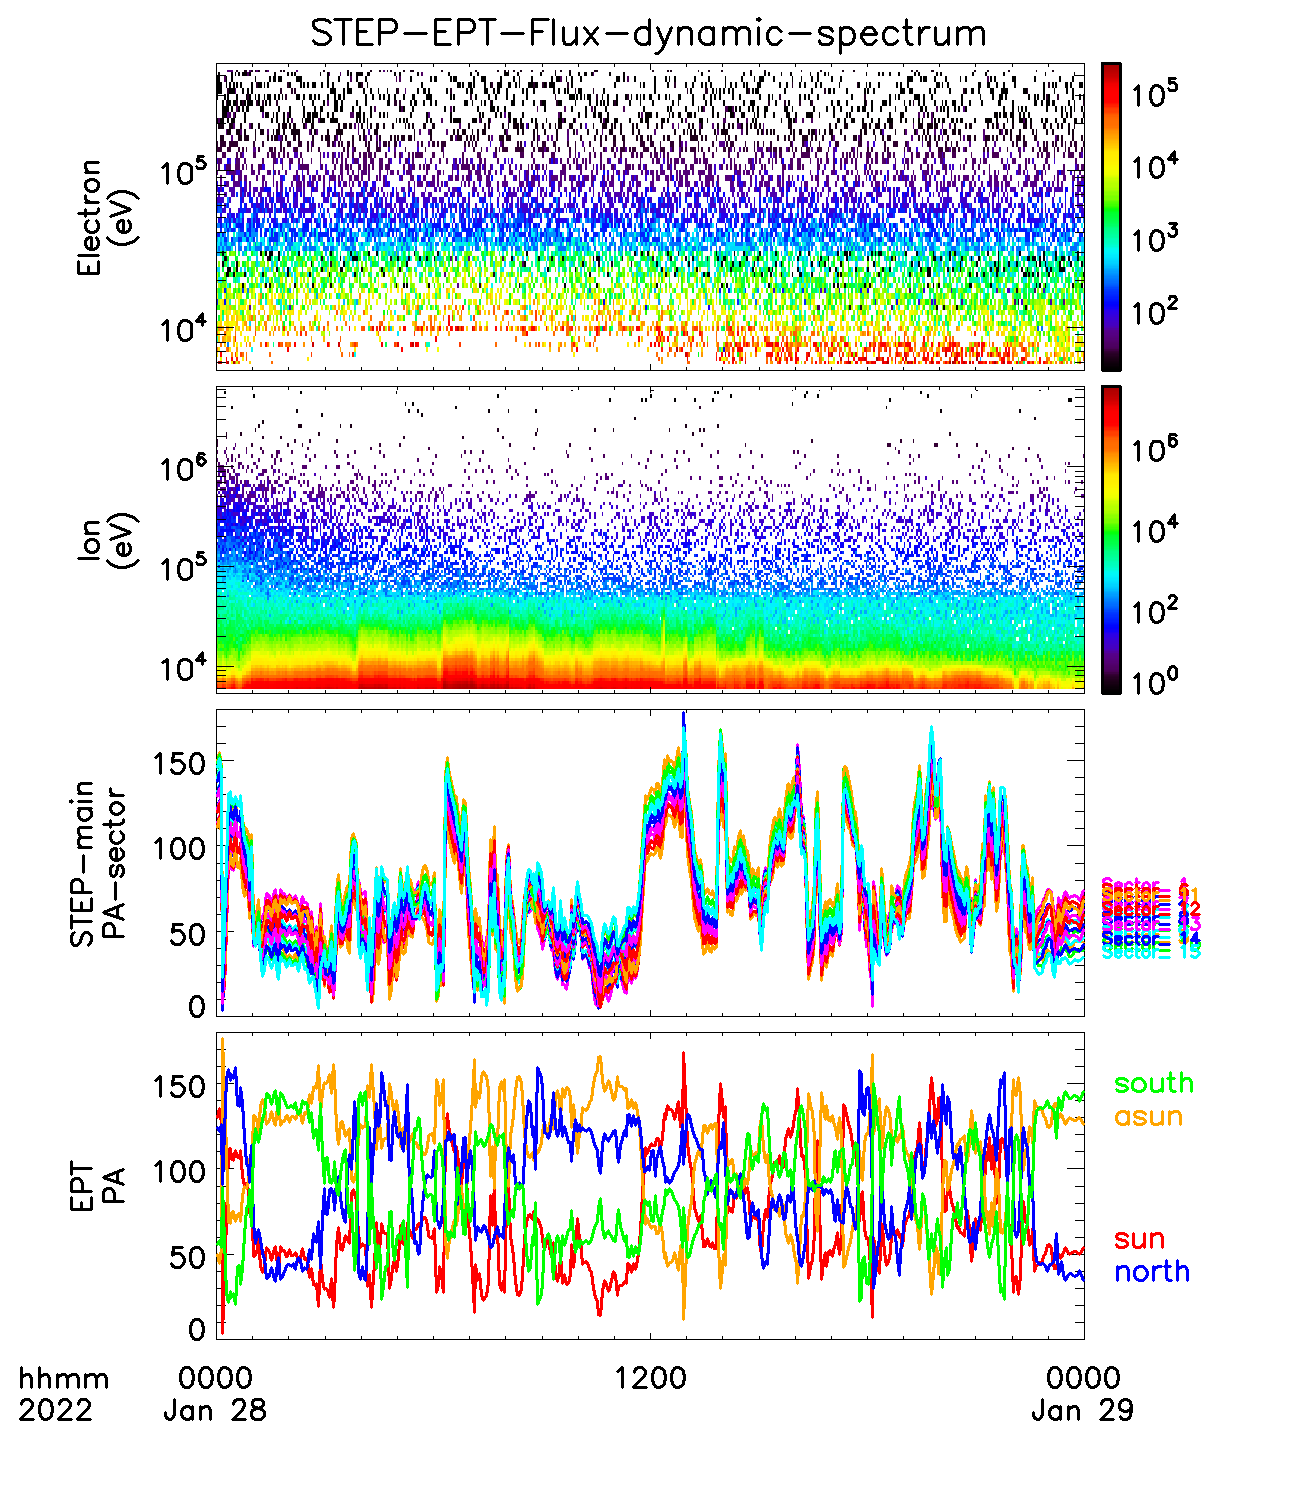 STEP-EPT-Flux-dynamic-spectrum
Electron
(eV)
10^5
10^4
10^5
10^4
10^3
10^2
Ion
(eV)
10^6
10^5
10^4
10^6
10^4
10^2
10^0
STEP-main
PA-sector
150
100
50
0
Sector= 14
EPT
PA
150
100
50
0
south
asun
sun
north
hhmm
2022
0000
Jan 28
1200
0000
Jan 29